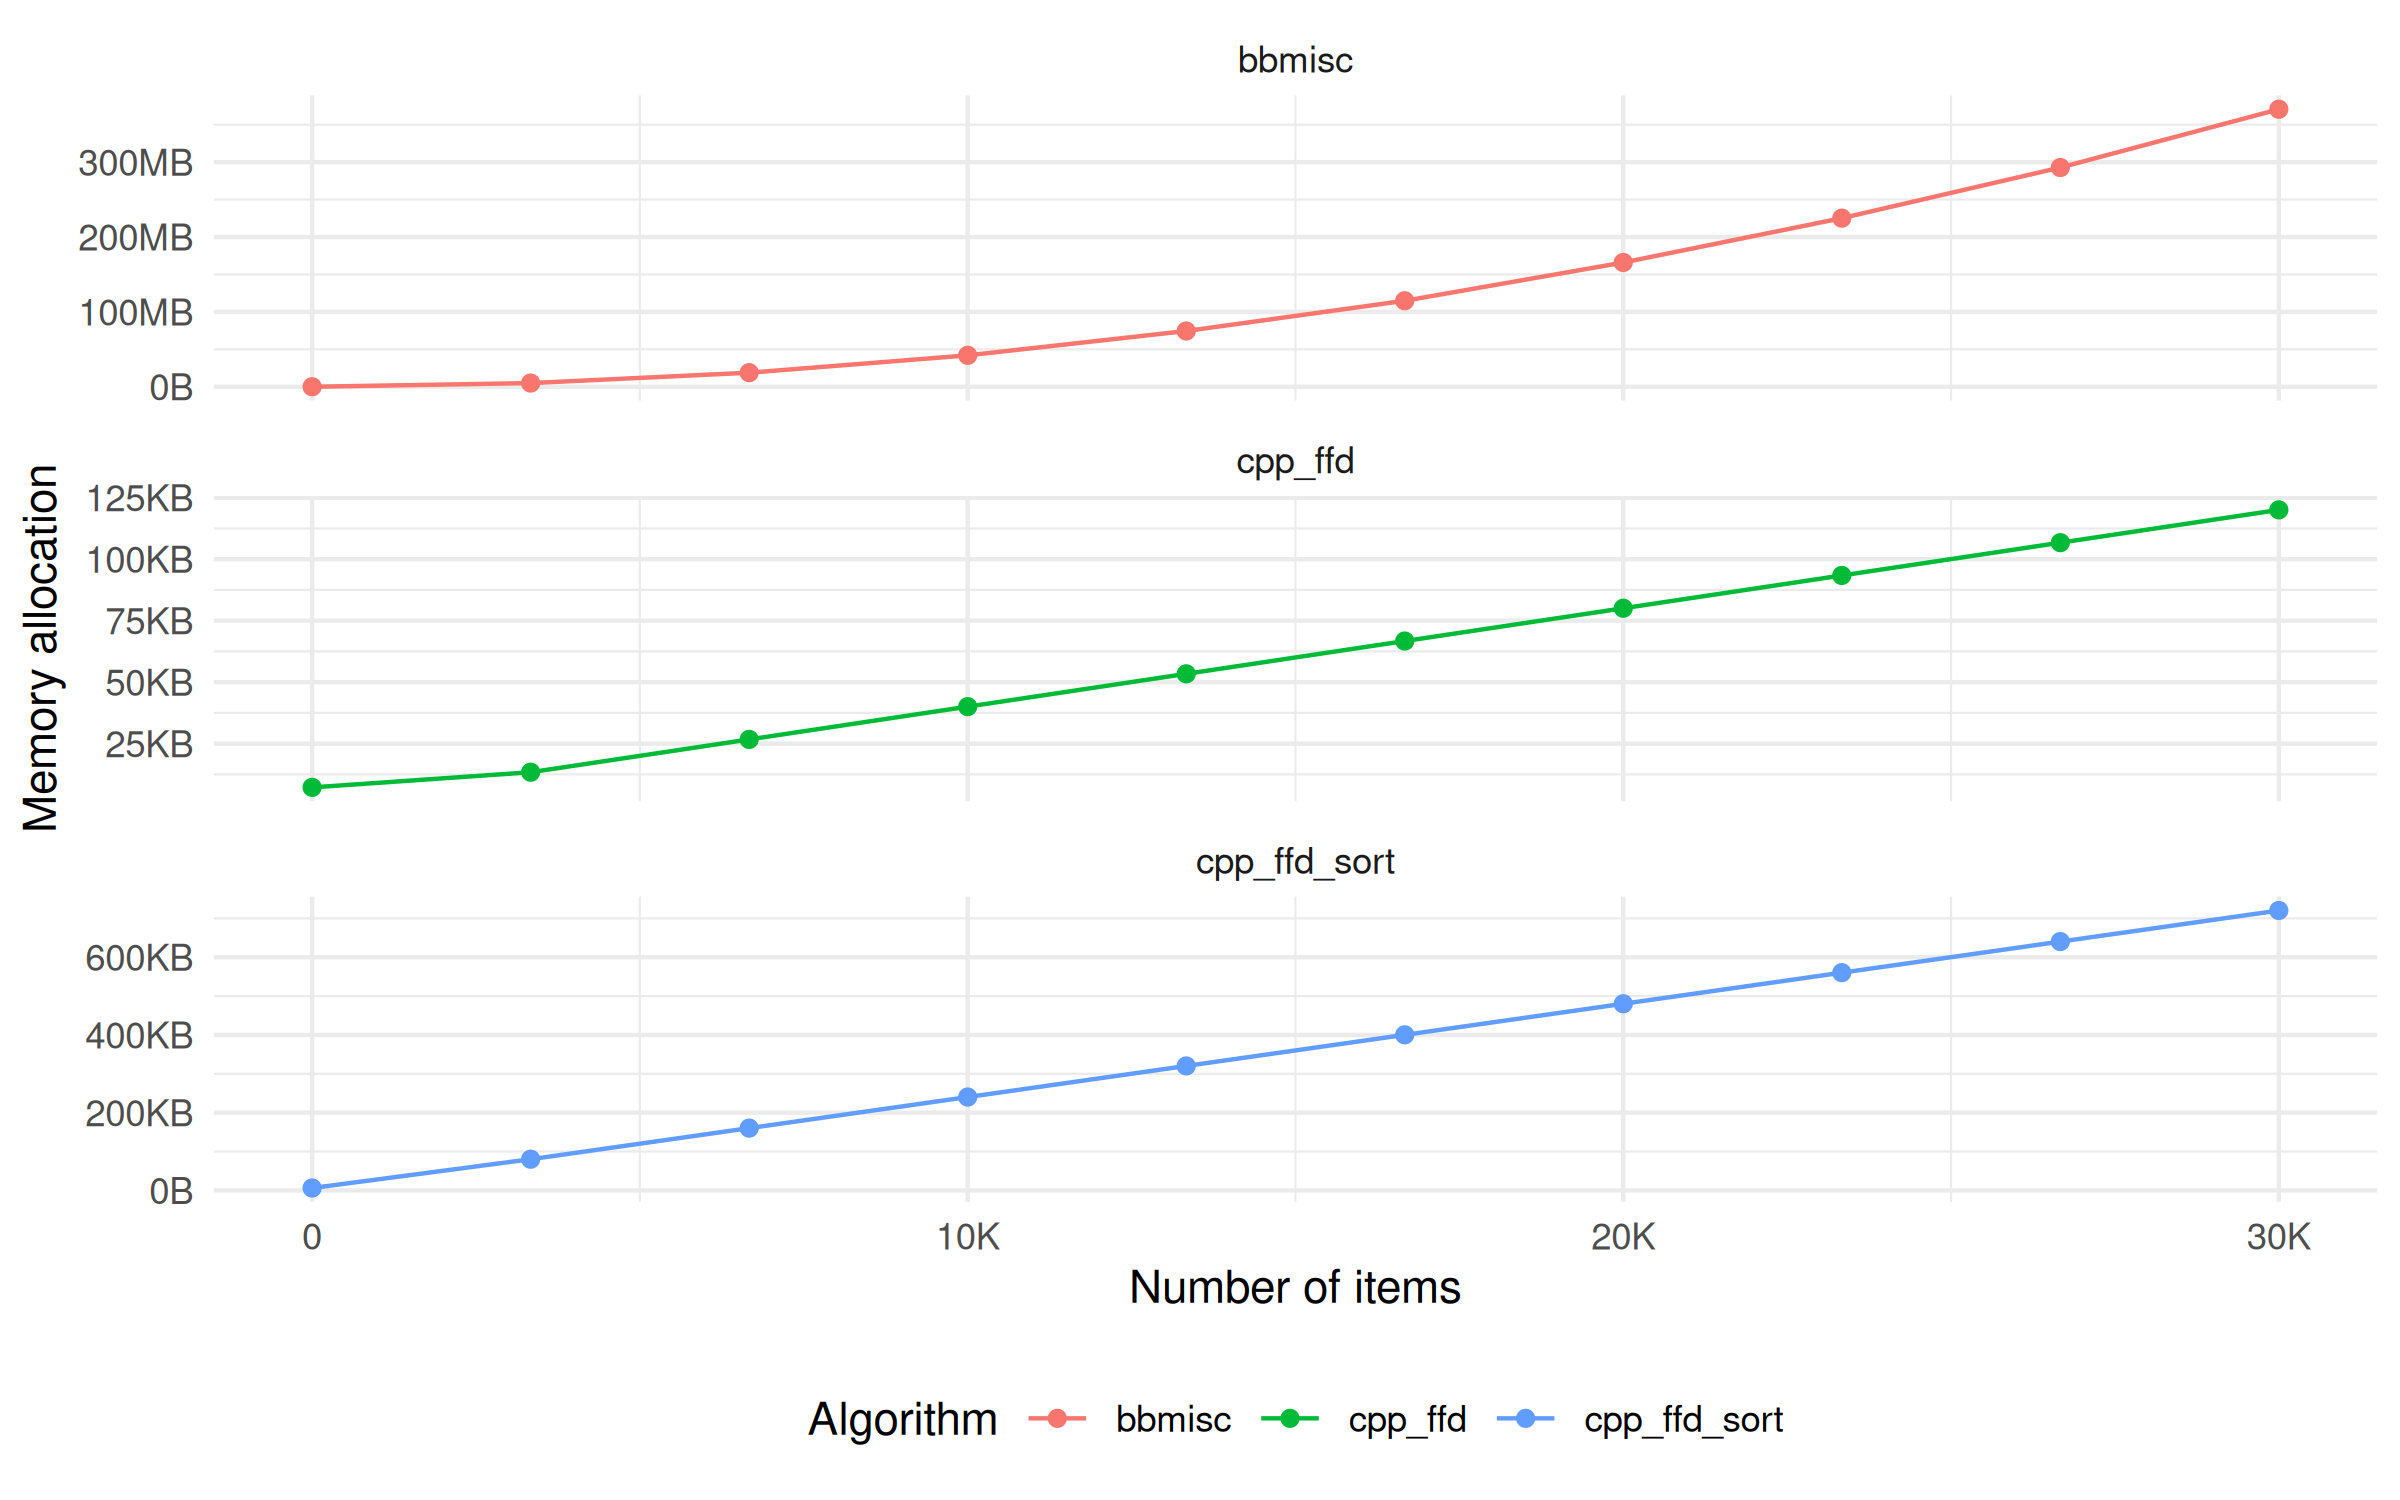 bbmisc
300MB
200MB
100MB
0B
cpp_ffd
125KB
100KB
75KB
50KB
25KB
Memory allocation
cpp_ffd_sort
600KB
400KB
200KB
0B
0 10K 20K 30K
Number of items
Algorithm bbmisc cpp_ffd cpp_ffd_sort